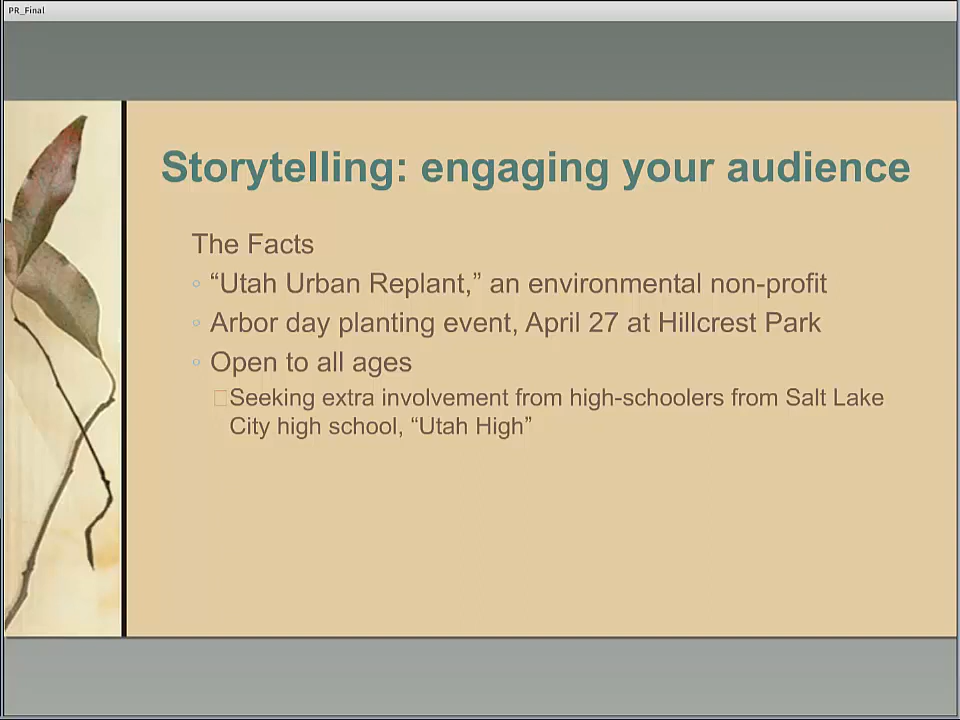 PR_Final
Storytelling: engaging your audience
The Facts
“Utah Urban Replant,” an environmental non-profit
Arbor day planting event, April 27 at Hillcrest Park
Open to all ages
Seeking extra involvement from high-schoolers from Salt Lake
City high school, “Utah High”